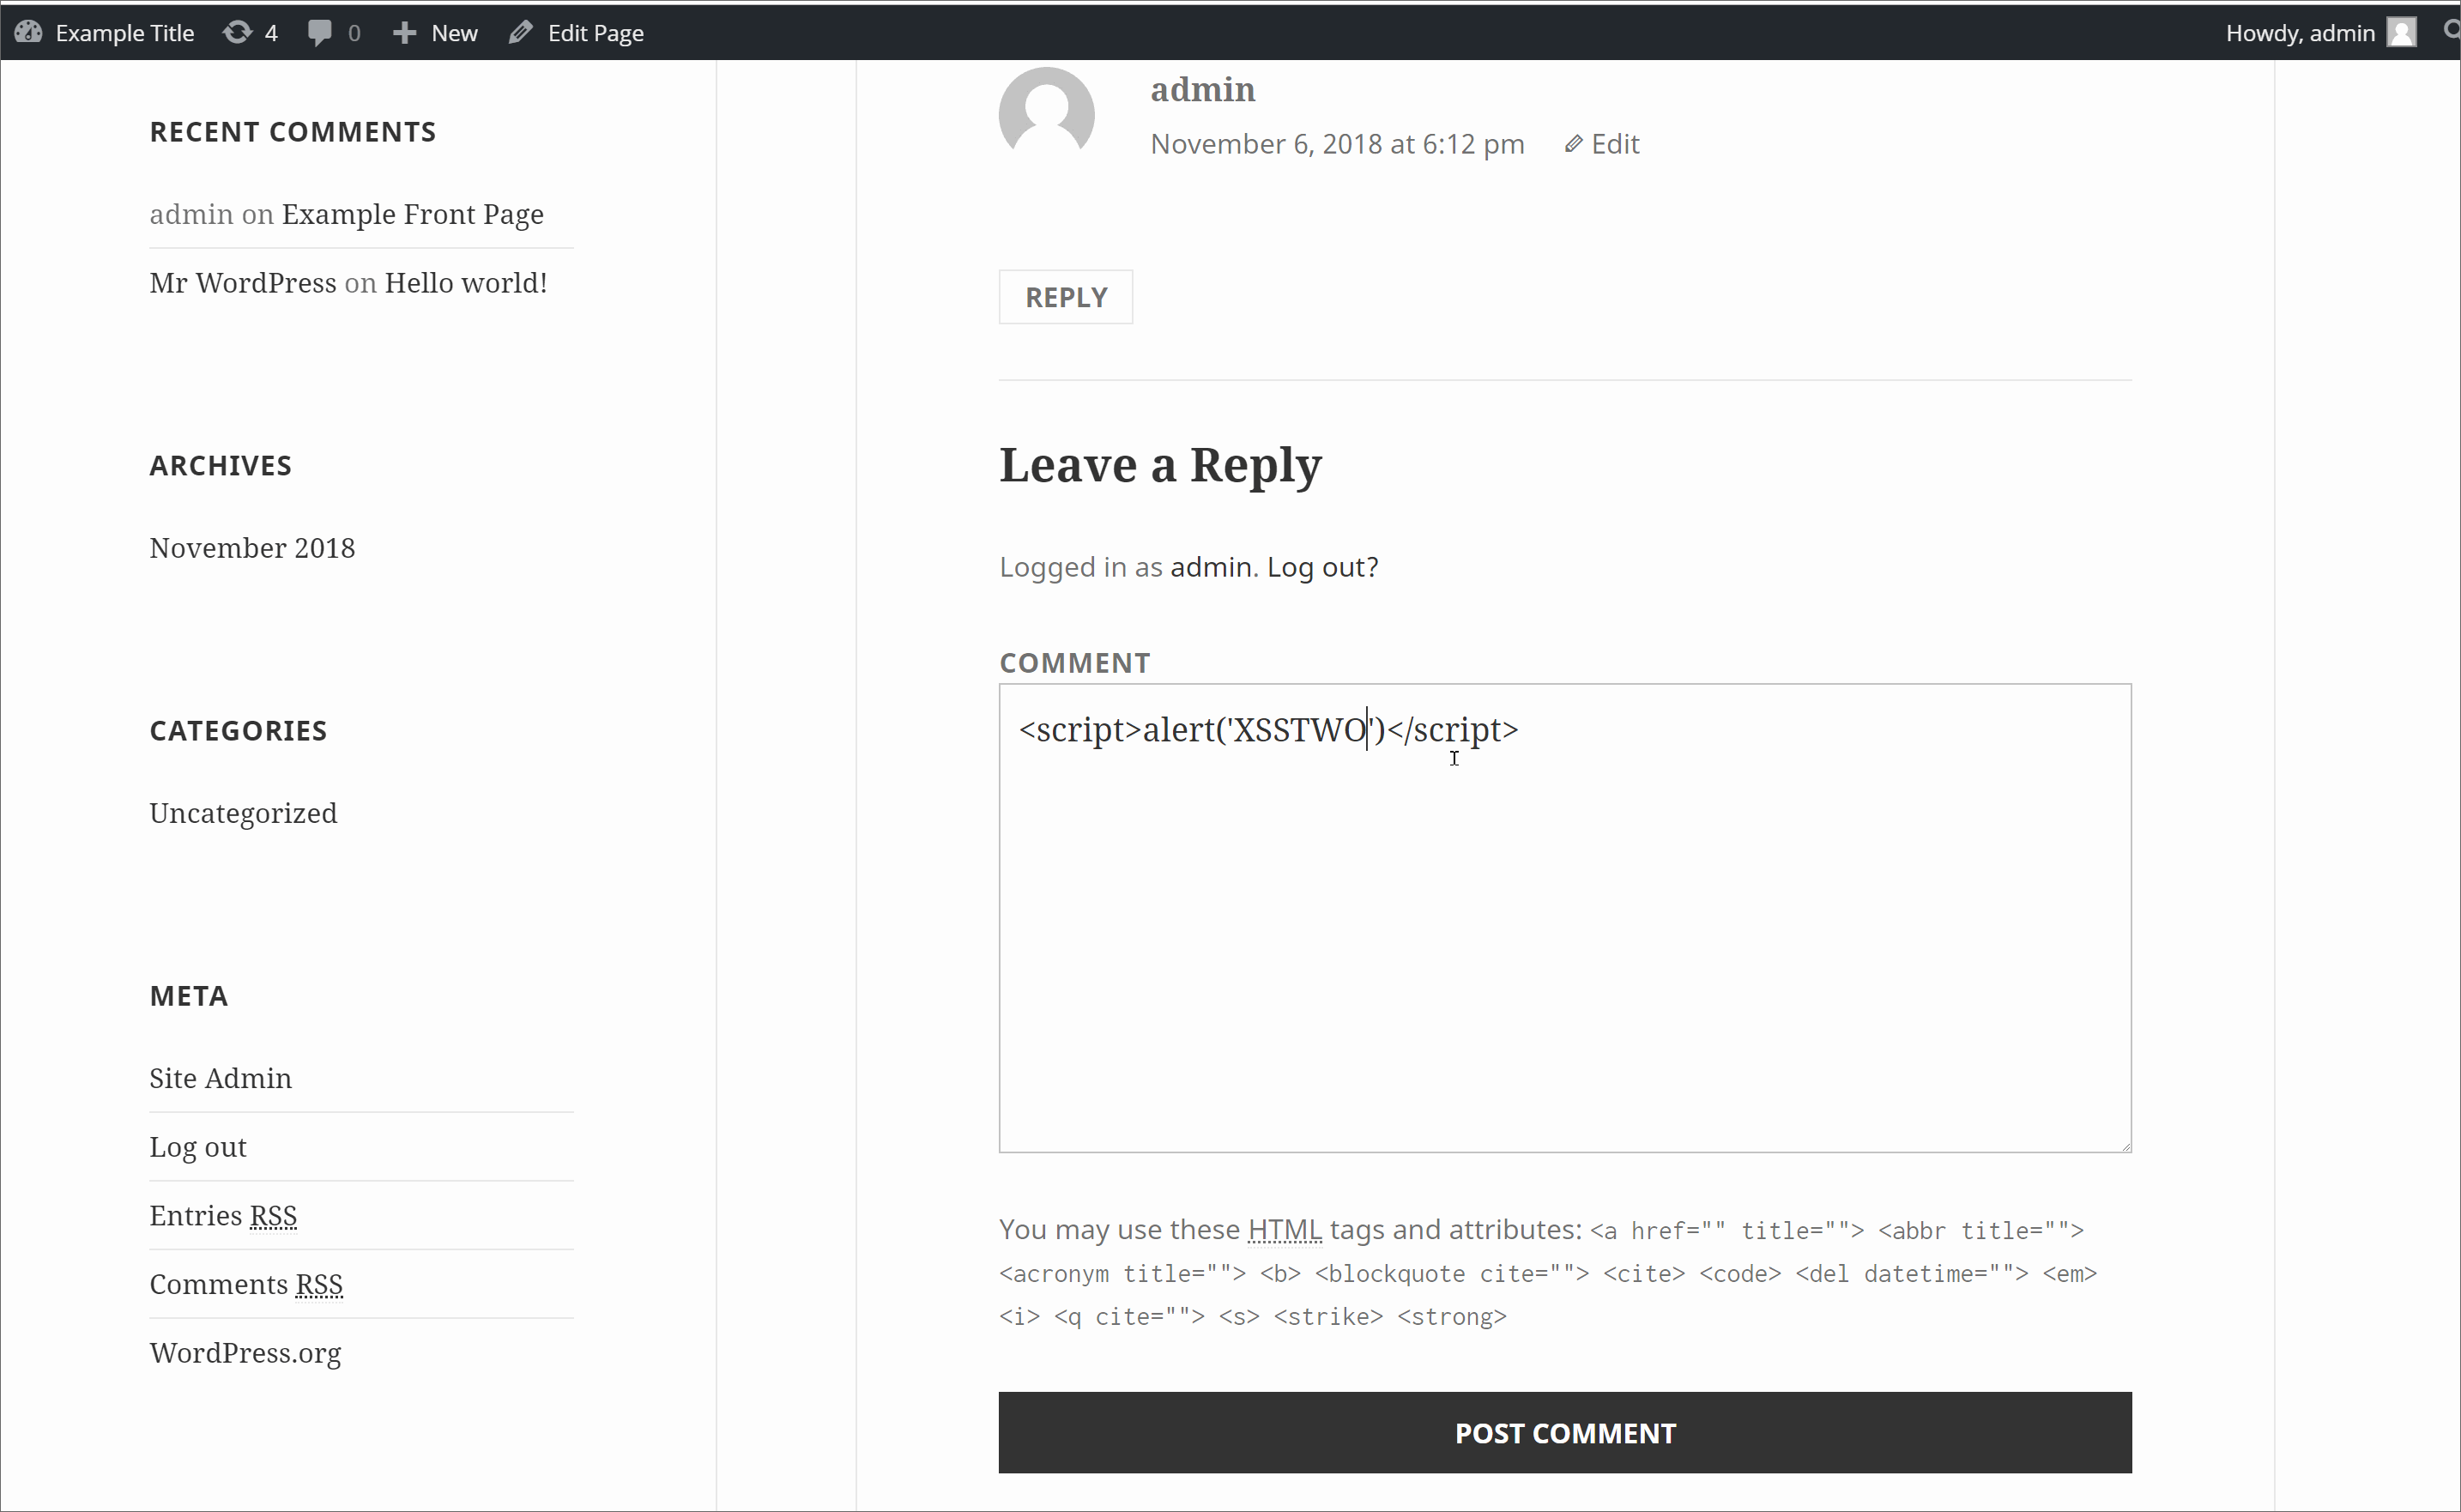 Example Title 4 0 New Edit Page Howdy, admin
RECENT COMMENTS
admin on Example Front Page
Mr WordPress on Hello world!
ARCHIVES
November 2018
CATEGORIES
Uncategorized
META
Site Admin
Log out
Entries RSS
Comments RSS
WordPress.org
admin
November 6, 2018 at 6:12 pm Edit
REPLY
Leave a Reply
Logged in as admin. Log out?
COMMENT
<script>alert('XSSTWO')</script>
You may use these HTML tags and attributes: <a href="" title=""> <abbr title="">
<acronym title=""> <b> <blockquote cite=""> <cite> <code> <del datetime=""> <em>
<i> <q cite=""> <s> <strike> <strong>
POST COMMENT